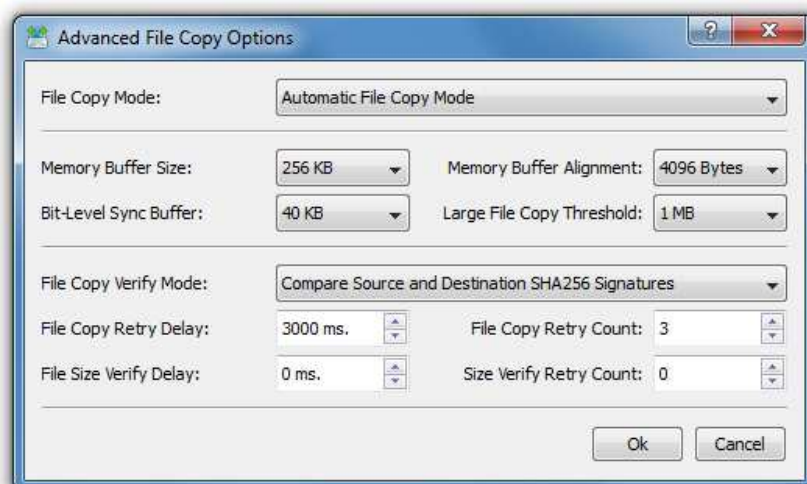 Advanced File Copy Options
File Copy Mode: Automatic File Copy Mode
Memory Buffer Size: 256 KB Memory Buffer Alignment: 4096 Bytes
Bit-Level Sync Buffer: 40 KB Large File Copy Threshold: 1 MB
File Copy Verify Mode: Compare Source and Destination SHA256 Signatures
File Copy Retry Delay: 3000 ms. File Copy Retry Count: 3
File Size Verify Delay: 0 ms. Size Verify Retry Count: 0
Ok Cancel